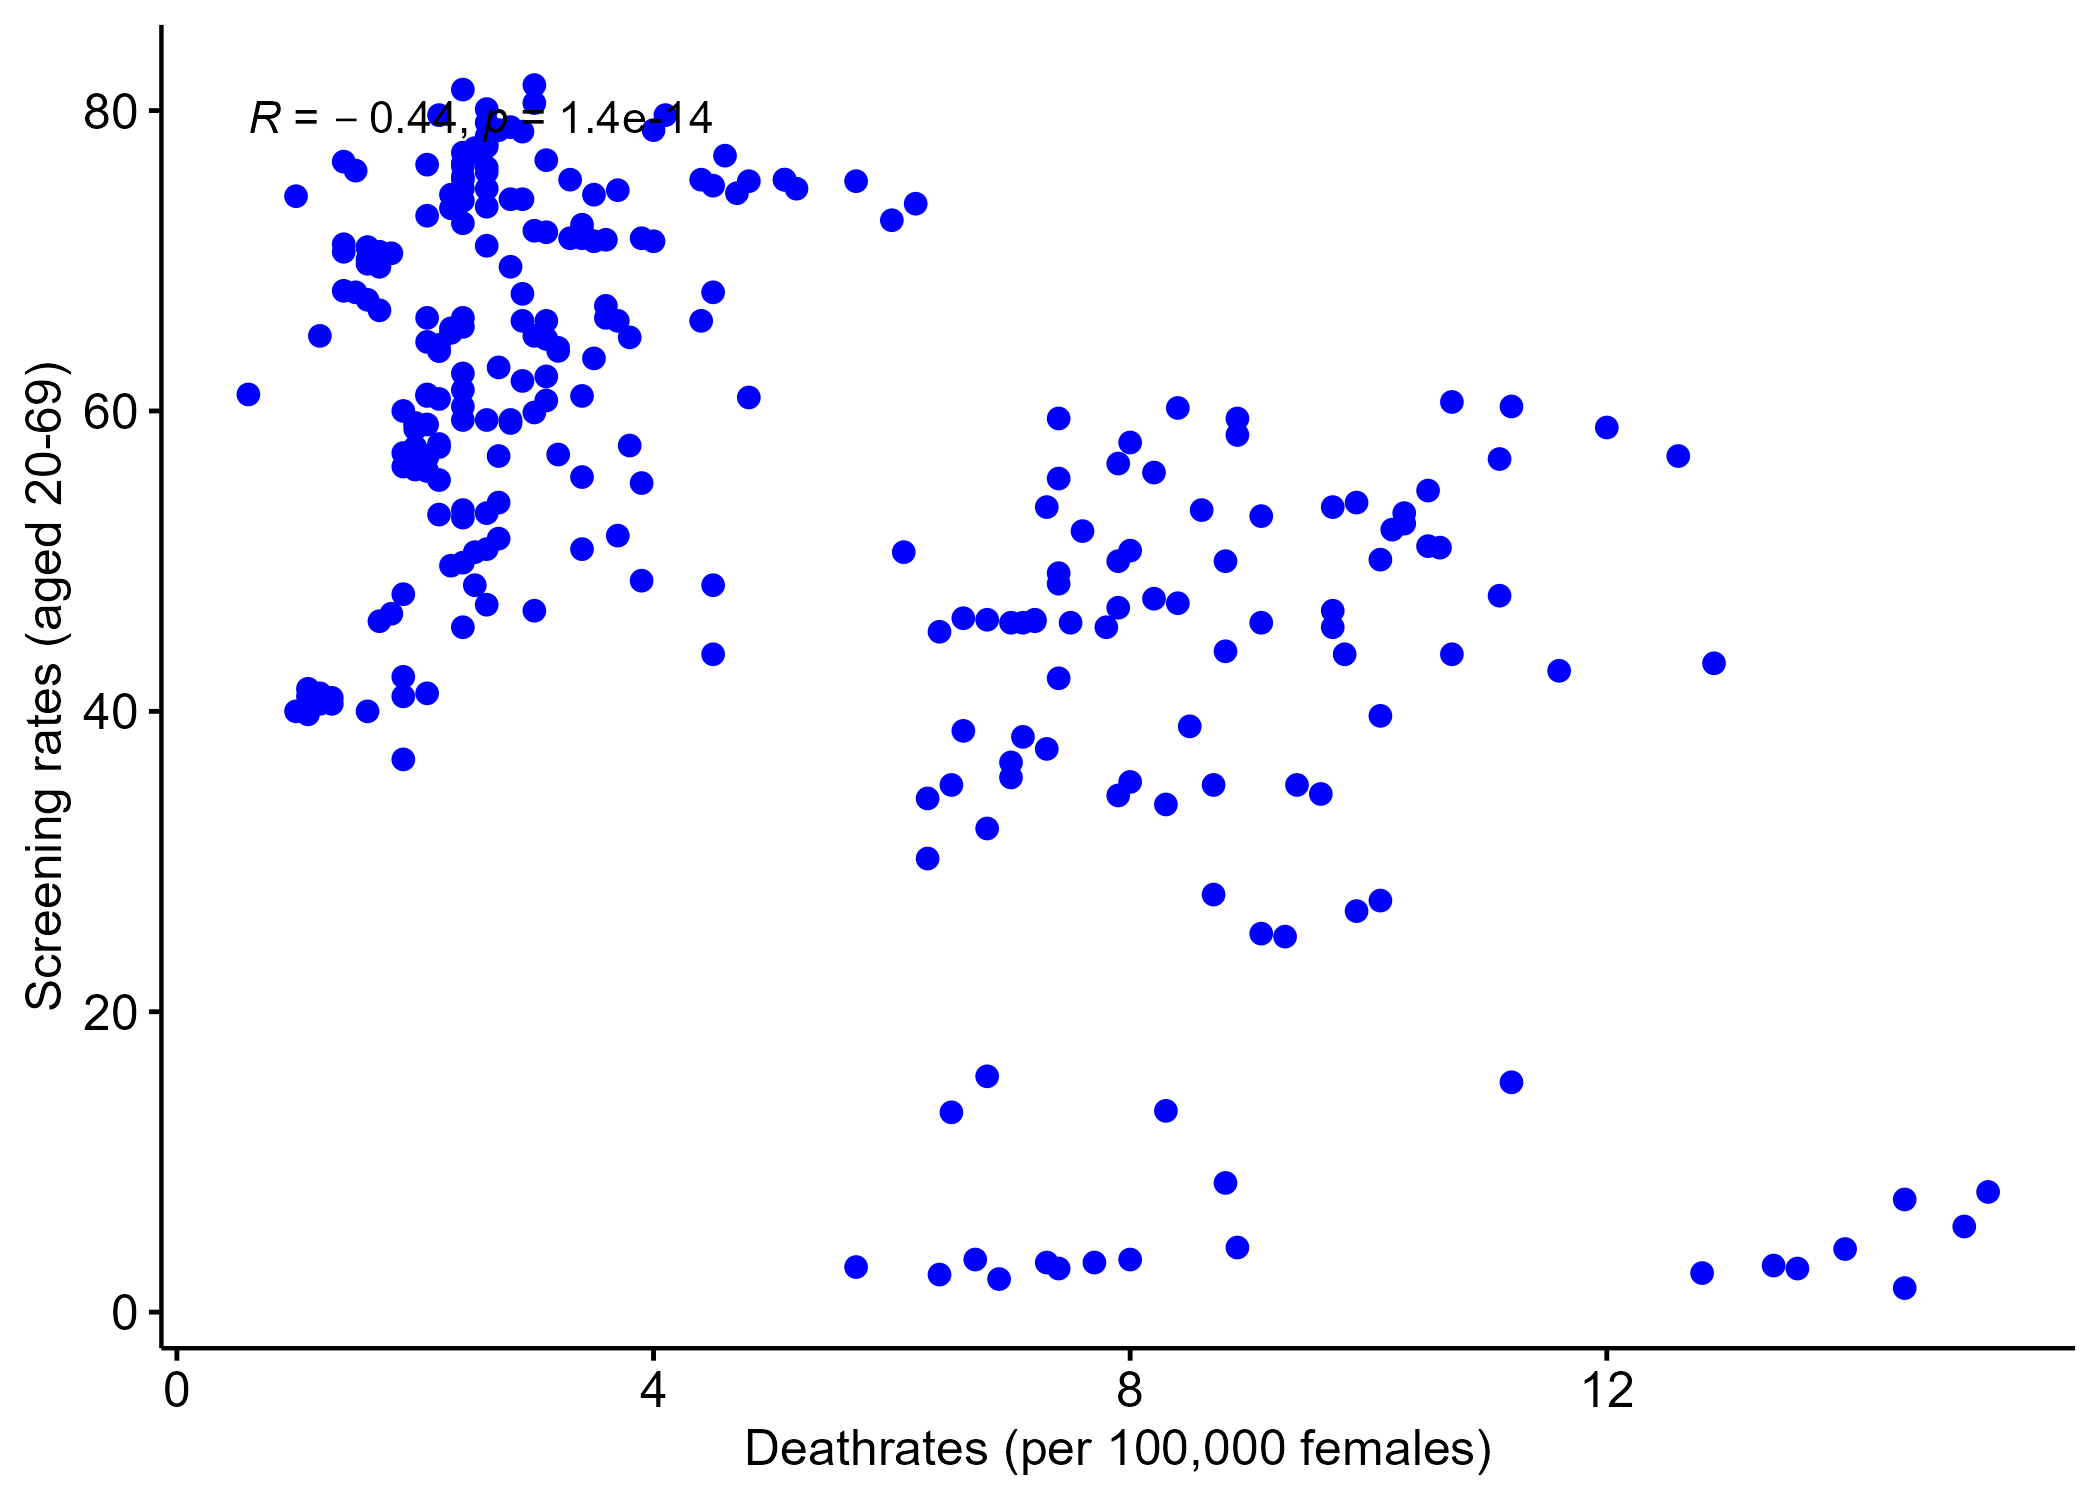 R = − 0.44, p = 1.4e-14
80
60
40
20
0
Screening rates (aged 20-69)
0 4 8 12
Deathrates (per 100,000 females)